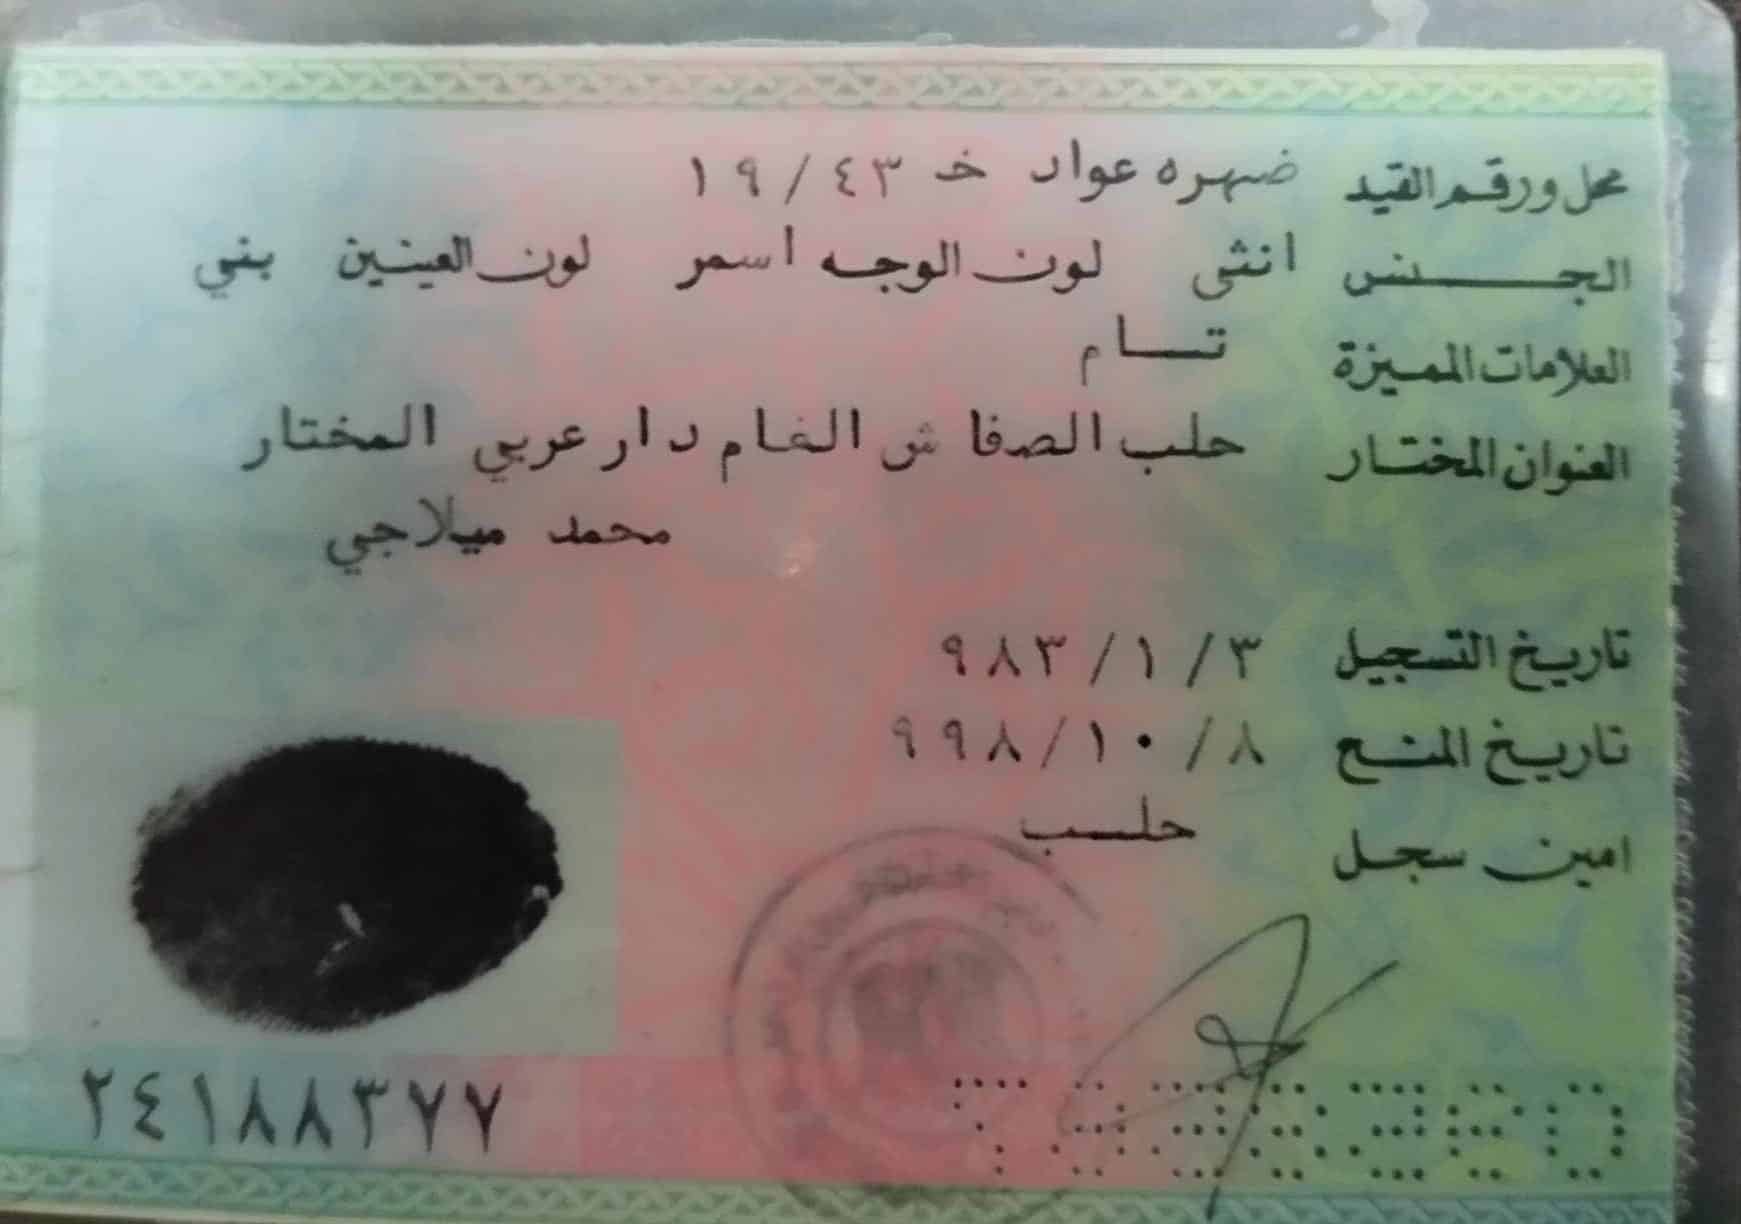 محل ورقم القيد ضهره عواد خـ ١٩/٤٣
الجنس انثى لون الوجه اسمر لون العينين بني
العلامات المميزة تام
العنوان المختار حلب الصفا ش الغام دار عربي المختار
محمد ميلاجي
تاريخ التسجيل ٩٨٣/١/٣
تاريخ المنح ٩٩٨/١٠/٨
امين سجل حلب
٢٤١٨٨٣٧٧